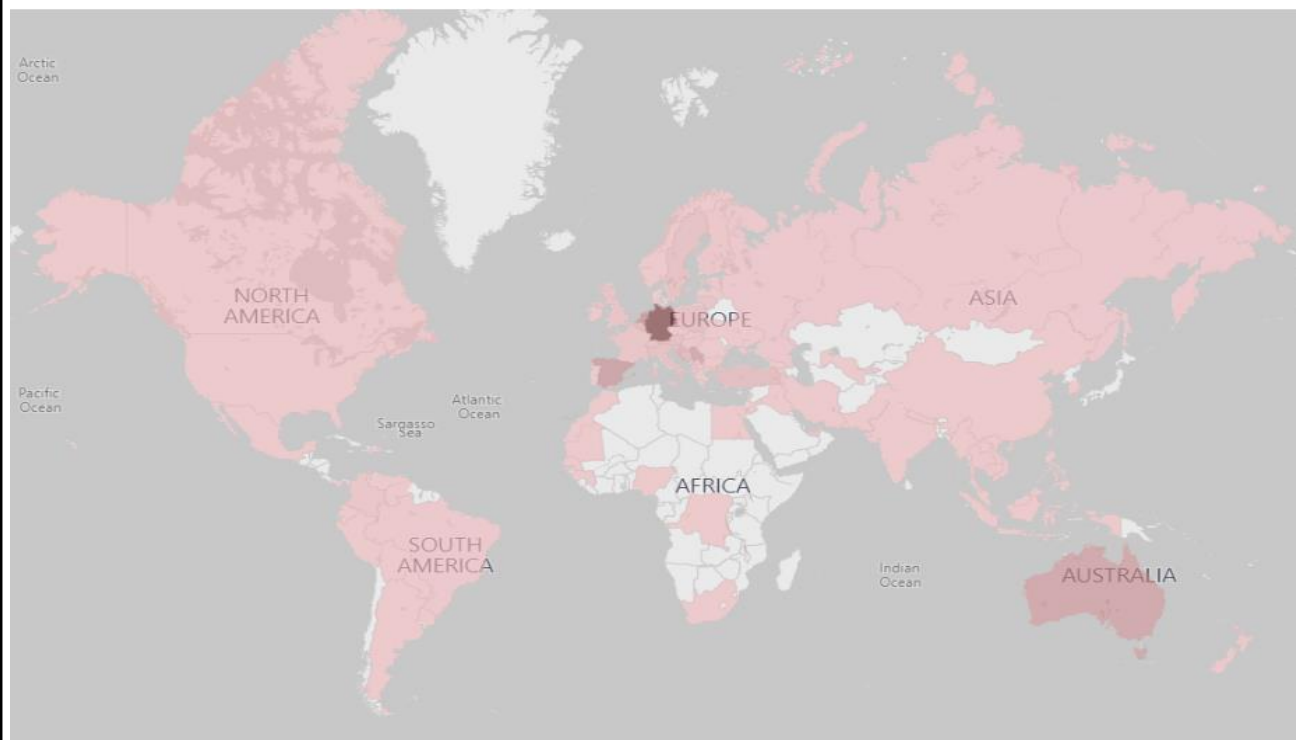 Arctic
Ocean
NORTH
AMERICA
EUROPE
ASIA
Pacific
Ocean
Atlantic
Ocean
Sargasso
Sea
AFRICA
SOUTH
AMERICA
Indian
Ocean
AUSTRALIA